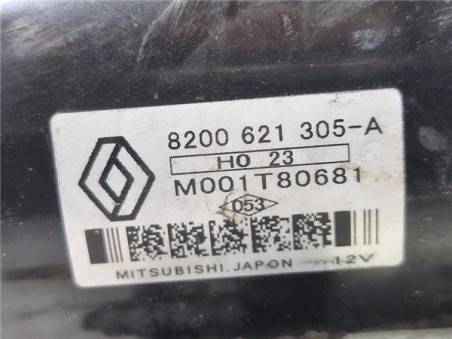 8200 621 305-A
HO 23
M001T80681
D53
MITSUBISHI.JAPON 12V